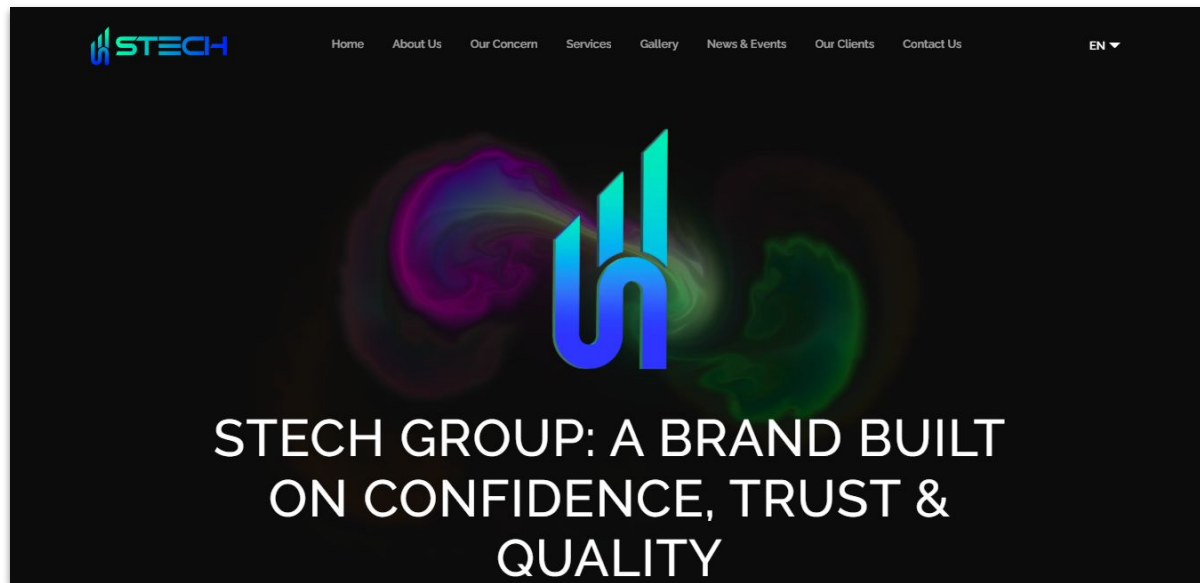 STECH
Home About Us Our Concern Services Gallery News & Events Our Clients Contact Us EN
STECH GROUP: A BRAND BUILT
ON CONFIDENCE, TRUST &
QUALITY